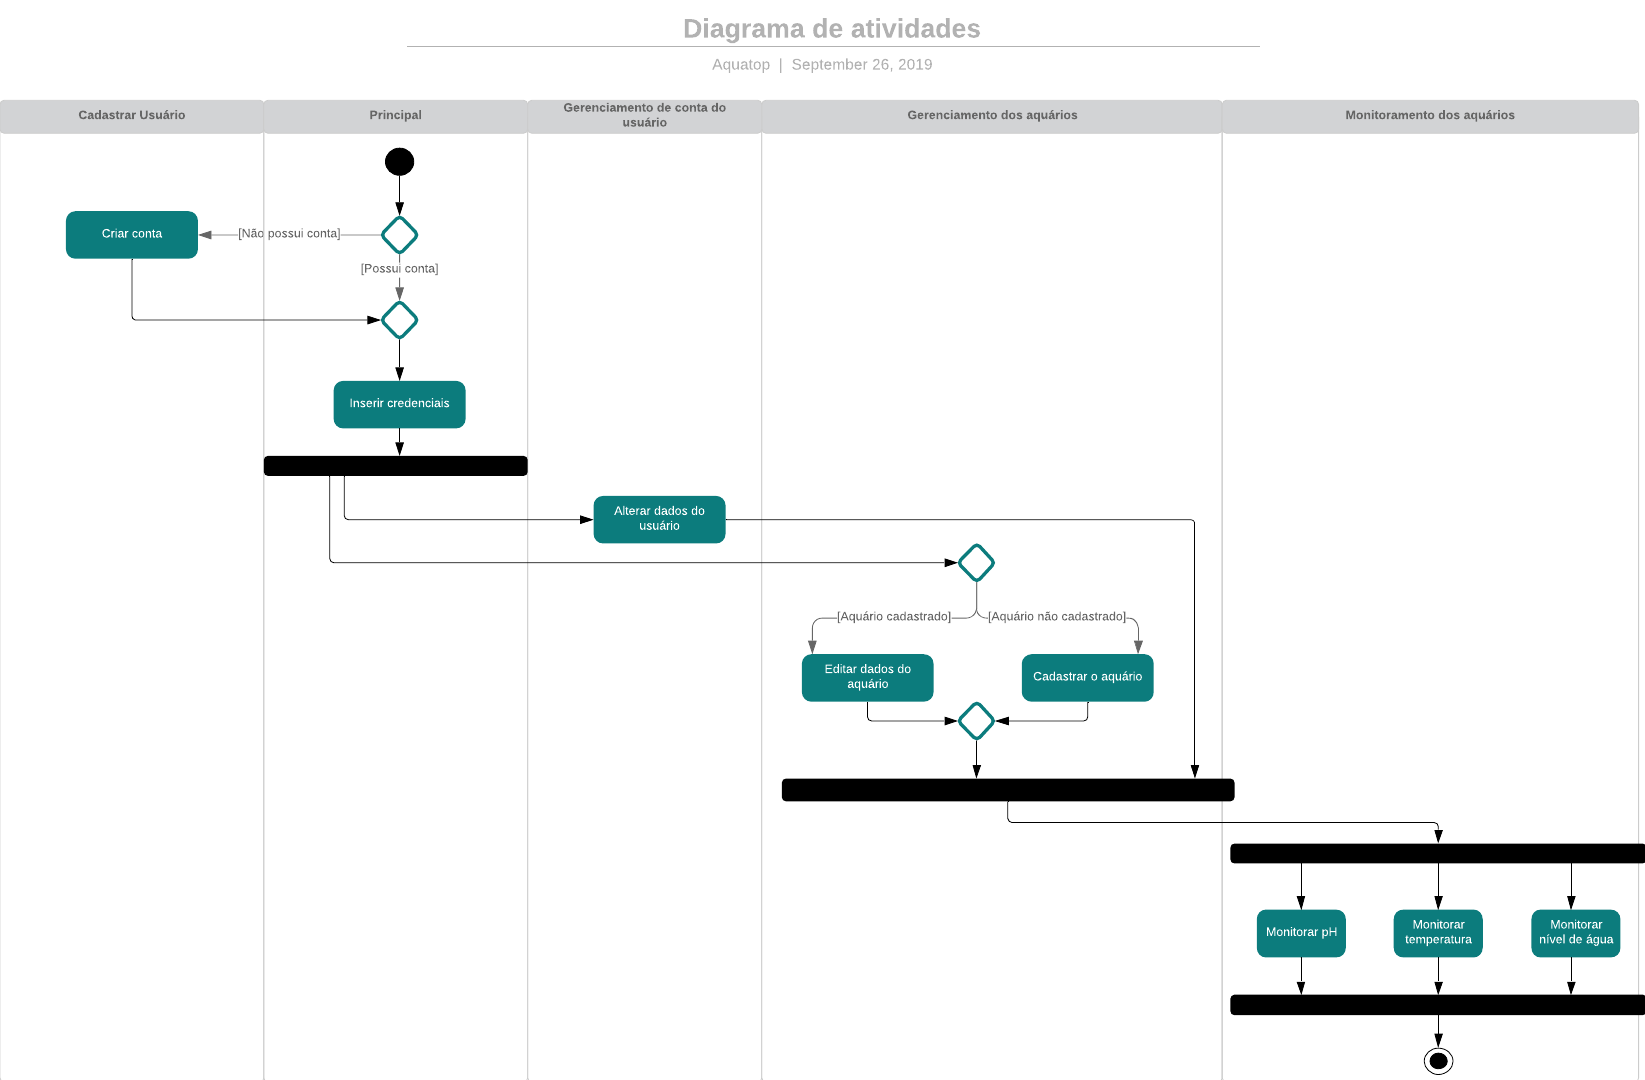 Diagrama de atividades
Aquatop | September 26, 2019
Cadastrar Usuário
Principal
Gerenciamento de conta do
usuário
Gerenciamento dos aquários
Monitoramento dos aquários
Criar conta
[Não possui conta]
[Possui conta]
Inserir credenciais
Alterar dados do
usuário
[Aquário cadastrado]
[Aquário não cadastrado]
Editar dados do
aquário
Cadastrar o aquário
Monitorar pH
Monitorar
temperatura
Monitorar
nível de água